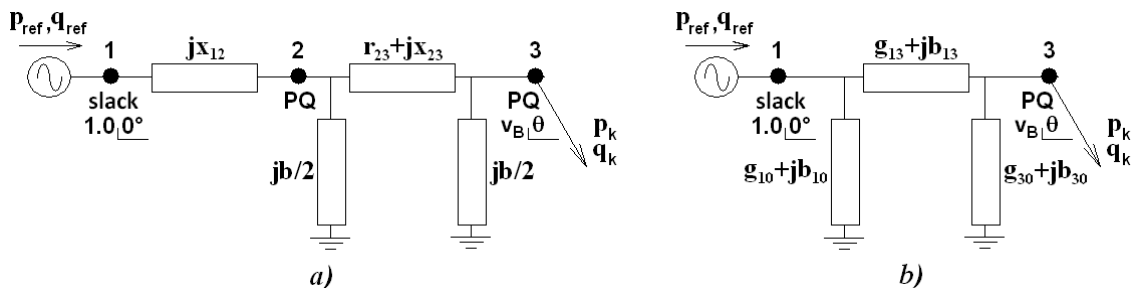 p_ref,q_ref
1
jx_12
2
r_23+jx_23
3
slack
1.0 0°
PQ
PQ
v_B θ
p_k
q_k
jb/2
jb/2
a)
p_ref,q_ref
1
g_13+jb_13
3
slack
1.0 0°
PQ
v_B θ
p_k
q_k
g_10+jb_10
g_30+jb_30
b)